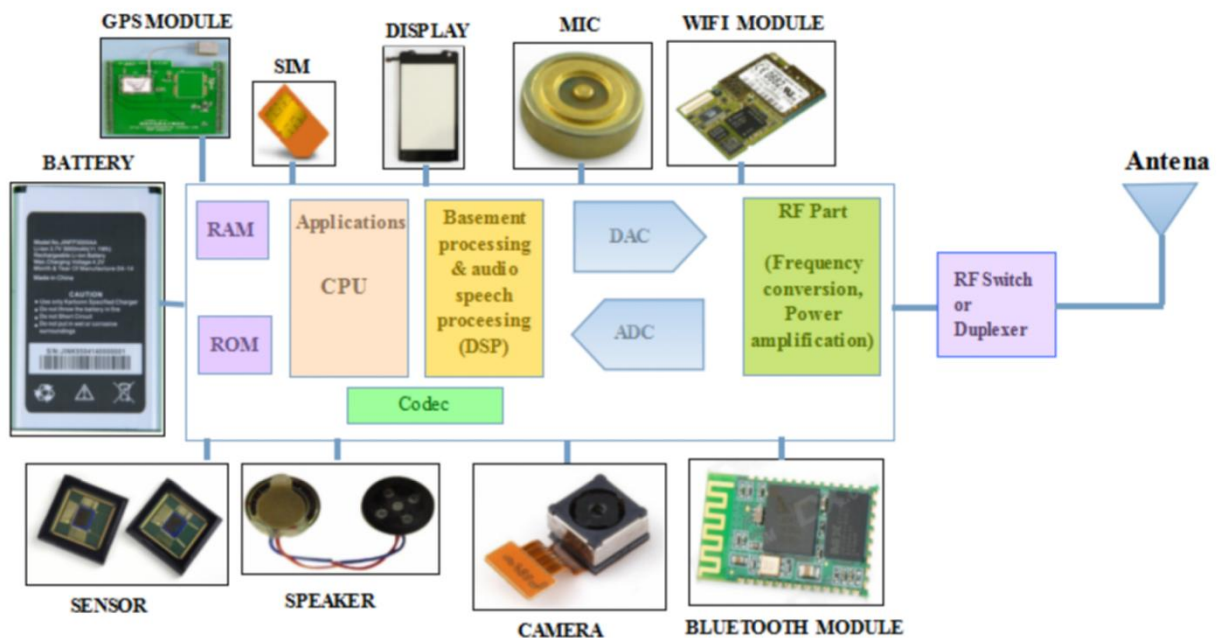 GPS MODULE
SIM
DISPLAY
MIC
WIFI MODULE
BATTERY
Antena
RAM
ROM
Applications
CPU
Basement
processing
& audio
speech
proceesing
(DSP)
DAC
ADC
RF Part
(Frequency
conversion,
Power
amplification)
RF Switch
or
Duplexer
Codec
CAUTION
SENSOR
SPEAKER
CAMERA
BLUETOOTH MODULE